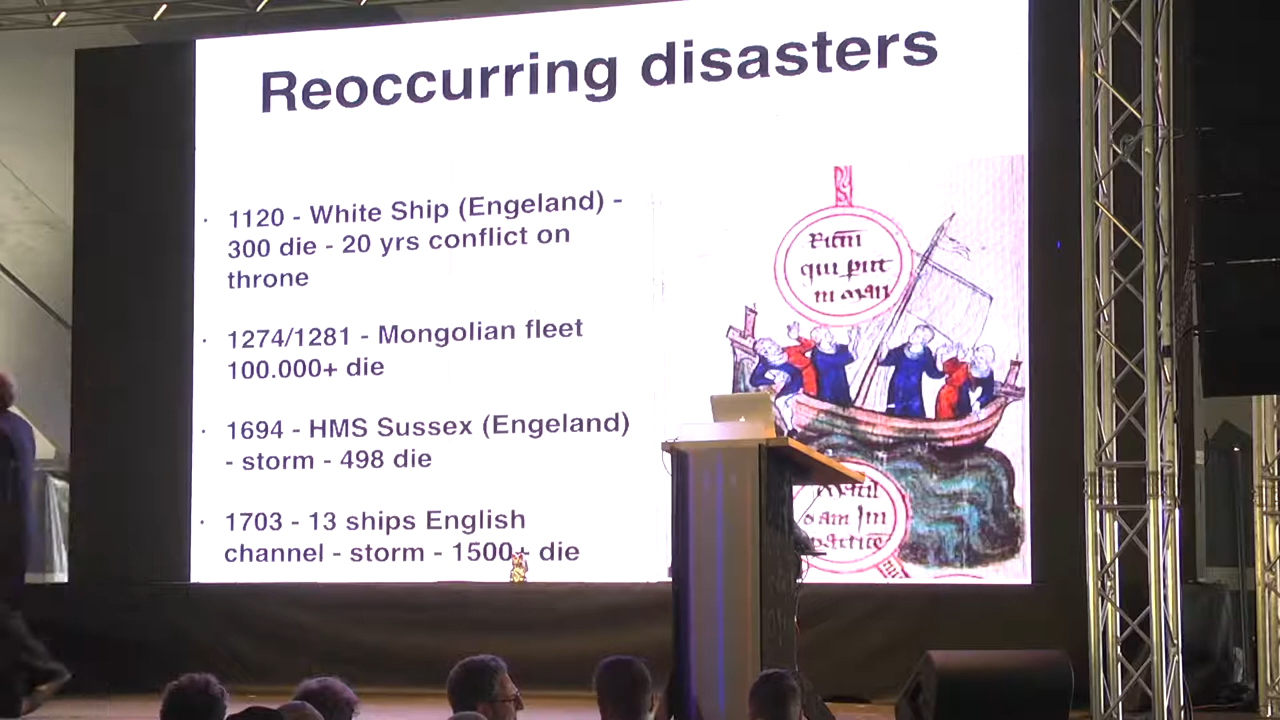 Reoccurring disasters
· 1120 - White Ship (Engeland) -
300 die - 20 yrs conflict on
throne
· 1274/1281 - Mongolian fleet
100.000+ die
· 1694 - HMS Sussex (Engeland)
- storm - 498 die
· 1703 - 13 ships English
channel - storm - 1500+ die